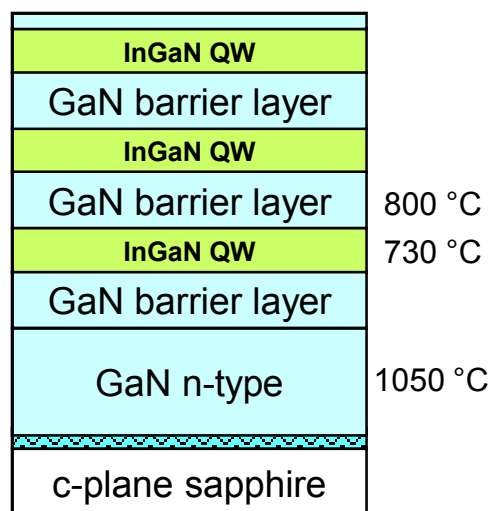 InGaN QW
GaN barrier layer
InGaN QW
GaN barrier layer 800 °C
InGaN QW 730 °C
GaN barrier layer
GaN n-type 1050 °C
c-plane sapphire